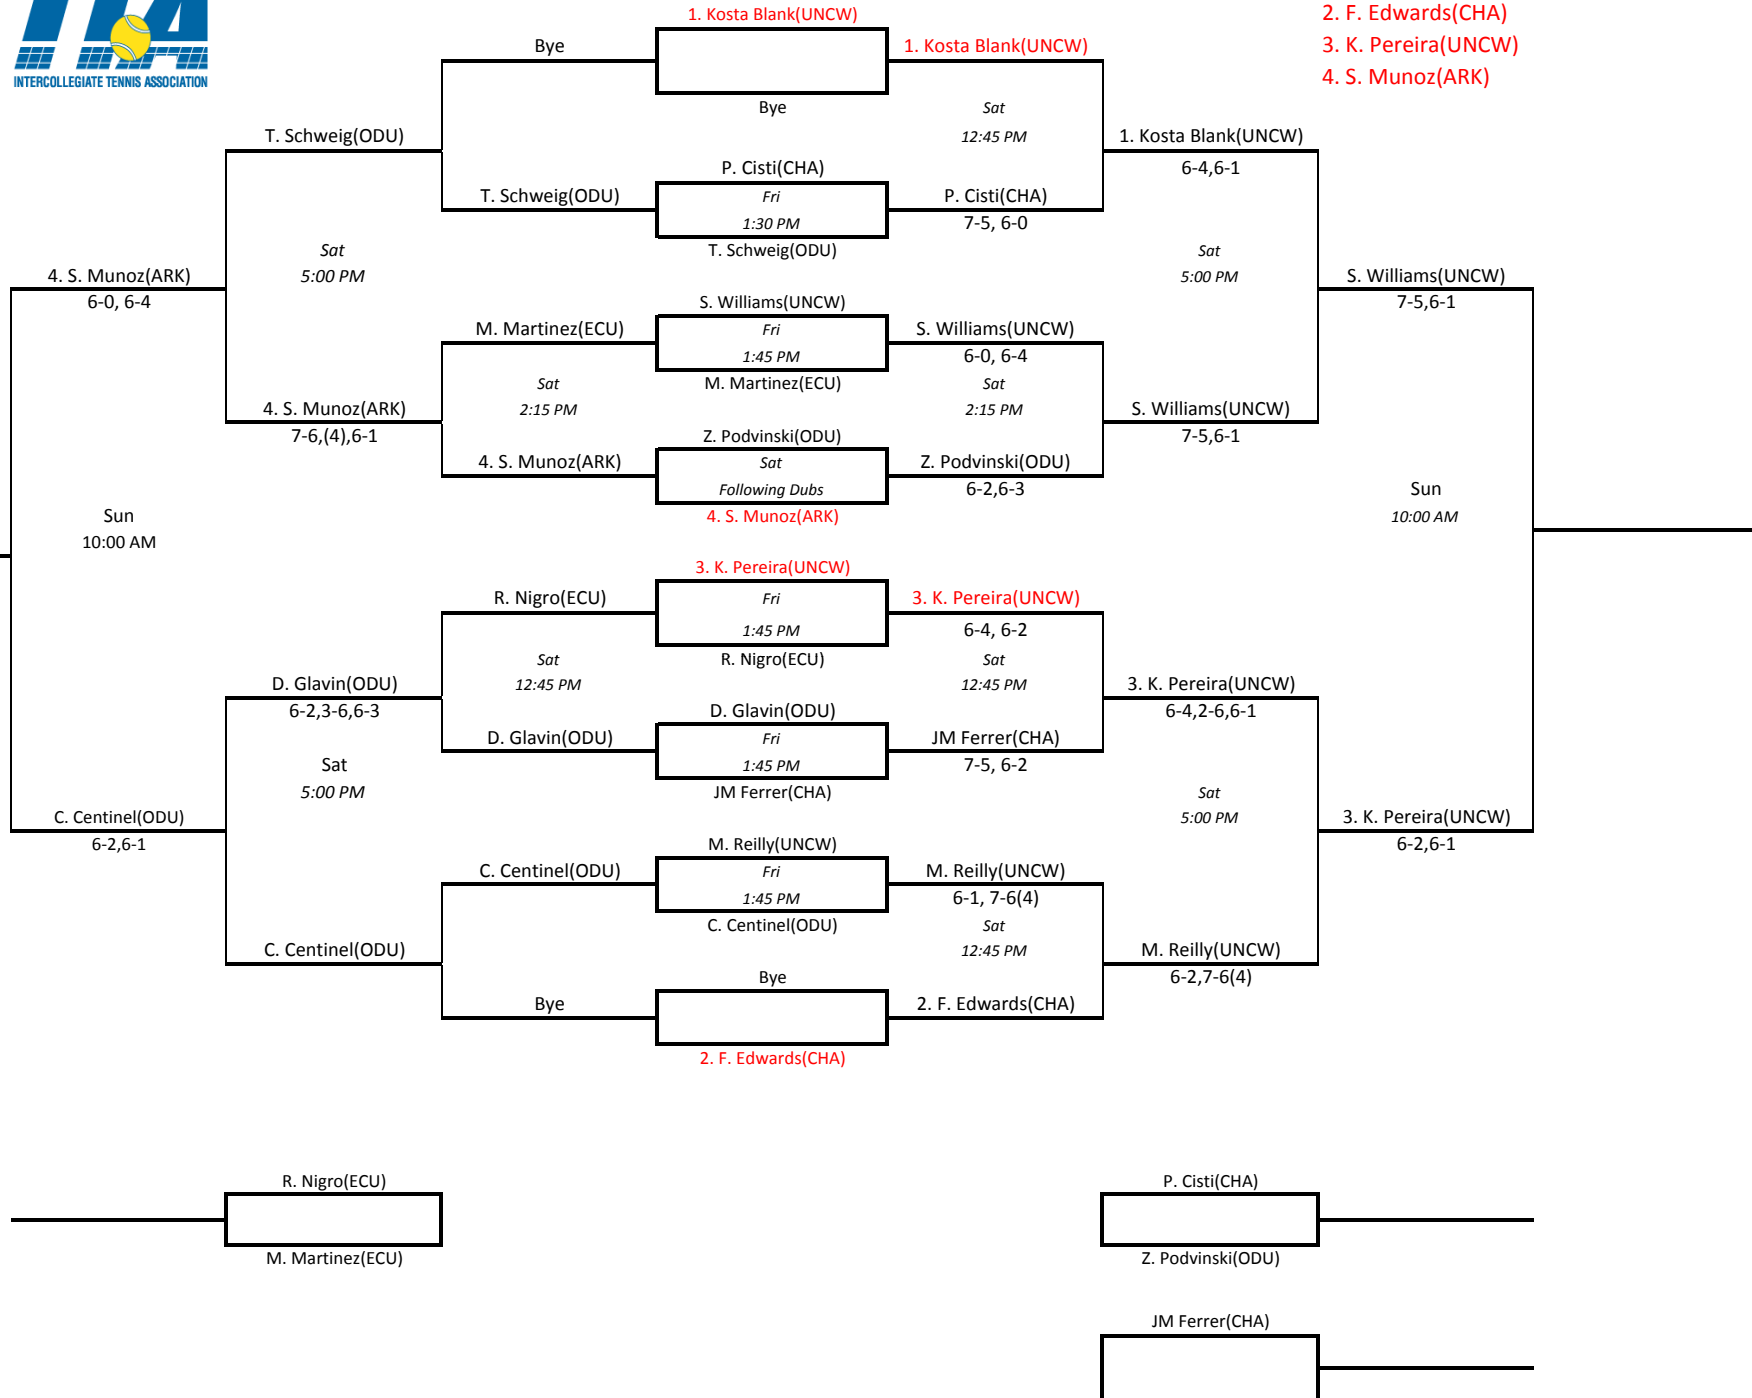 ITA
INTERCOLLEGIATE TENNIS ASSOCIATION
1. Kosta Blank(UNCW)
2. F. Edwards(CHA)
3. K. Pereira(UNCW)
4. S. Munoz(ARK)
Bye
1. Kosta Blank(UNCW)
Bye
Sat
12:45 PM
T. Schweig(ODU)
1. Kosta Blank(UNCW)
6-4,6-1
P. Cisti(CHA)
T. Schweig(ODU)
Fri
1:30 PM
P. Cisti(CHA)
7-5, 6-0
T. Schweig(ODU)
Sat
5:00 PM
Sat
5:00 PM
4. S. Munoz(ARK)
6-0, 6-4
S. Williams(UNCW)
7-5,6-1
S. Williams(UNCW)
M. Martinez(ECU)
Fri
1:45 PM
S. Williams(UNCW)
6-0, 6-4
M. Martinez(ECU)
Sat
2:15 PM
Sat
2:15 PM
4. S. Munoz(ARK)
7-6,(4),6-1
S. Williams(UNCW)
7-5,6-1
Z. Podvinski(ODU)
4. S. Munoz(ARK)
Sat
Following Dubs
Z. Podvinski(ODU)
6-2,6-3
4. S. Munoz(ARK)
Sun
10:00 AM
Sun
10:00 AM
3. K. Pereira(UNCW)
R. Nigro(ECU)
Fri
1:45 PM
3. K. Pereira(UNCW)
6-4, 6-2
R. Nigro(ECU)
Sat
12:45 PM
Sat
12:45 PM
D. Glavin(ODU)
6-2,3-6,6-3
3. K. Pereira(UNCW)
6-4,2-6,6-1
D. Glavin(ODU)
D. Glavin(ODU)
Fri
1:45 PM
JM Ferrer(CHA)
7-5, 6-2
JM Ferrer(CHA)
Sat
5:00 PM
Sat
5:00 PM
C. Centinel(ODU)
6-2,6-1
3. K. Pereira(UNCW)
6-2,6-1
M. Reilly(UNCW)
C. Centinel(ODU)
Fri
1:45 PM
M. Reilly(UNCW)
6-1, 7-6(4)
C. Centinel(ODU)
Sat
12:45 PM
C. Centinel(ODU)
M. Reilly(UNCW)
6-2,7-6(4)
Bye
Bye
2. F. Edwards(CHA)
2. F. Edwards(CHA)
R. Nigro(ECU)
M. Martinez(ECU)
P. Cisti(CHA)
Z. Podvinski(ODU)
JM Ferrer(CHA)